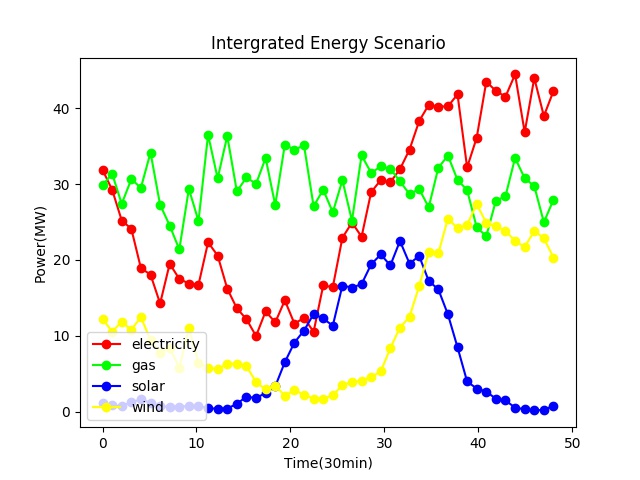 Intergrated Energy Scenario
Power(MW)
40
30
20
10
0
electricity
gas
solar
wind
0 10 20 30 40 50
Time(30min)